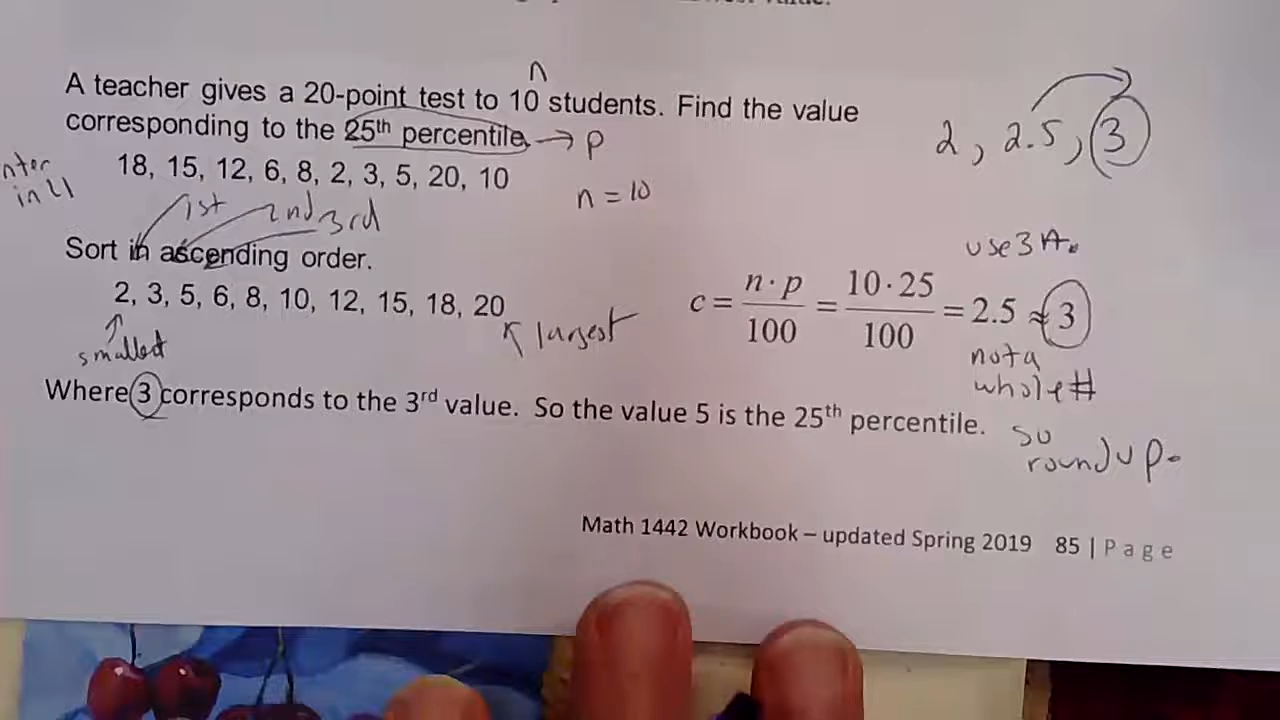 A teacher gives a 20-point test to 10 students. Find the value
n
corresponding to the 25th percentile. → p
2, 2.5, 3
in L1
18, 15, 12, 6, 8, 2, 3, 5, 20, 10
n = 10
1st 2nd 3rd
Sort in ascending order.
2, 3, 5, 6, 8, 10, 12, 15, 18, 20
smallest
largest
use 3A.
c = n·p/100 = 10·25/100 = 2.5 ≈ 3
not a
whole #
so
round up.
Where 3 corresponds to the 3rd value. So the value 5 is the 25th percentile.
Math 1442 Workbook – updated Spring 2019 85 | Page